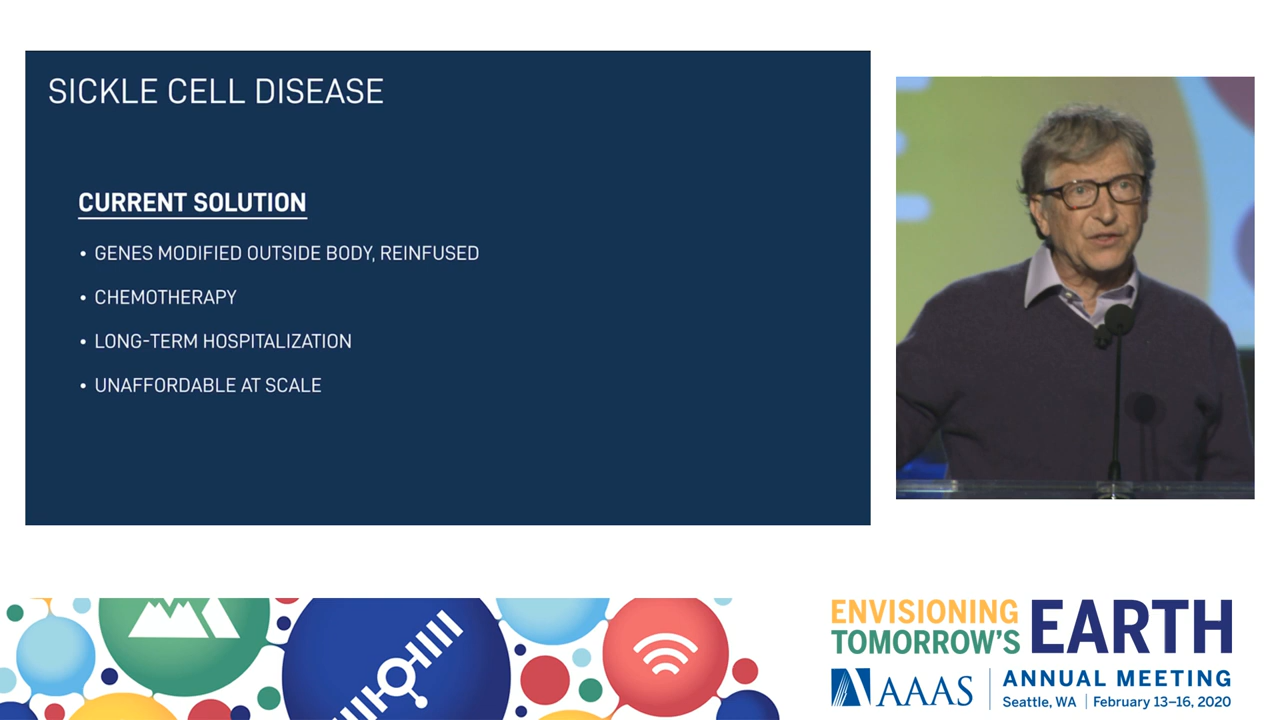 SICKLE CELL DISEASE
CURRENT SOLUTION
• GENES MODIFIED OUTSIDE BODY, REINFUSED
• CHEMOTHERAPY
• LONG-TERM HOSPITALIZATION
• UNAFFORDABLE AT SCALE
ENVISIONING
TOMORROW'S
EARTH
AAAS
ANNUAL MEETING
Seattle, WA | February 13–16, 2020